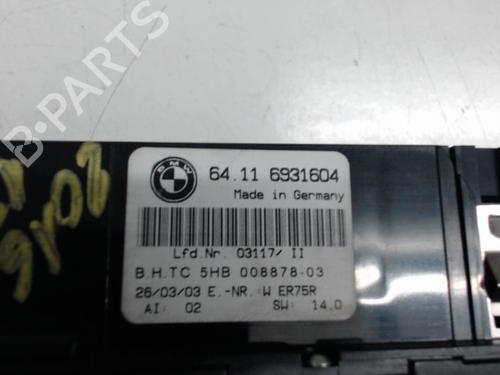 BMW
64.11 6931604
Made in Germany
Lfd.Nr. 03117/ II
B.H.TC 5HB 008878-03
26/03/03 E.-NR.:W ER75R
AI: 02 SW: 14.0
B-PARTS